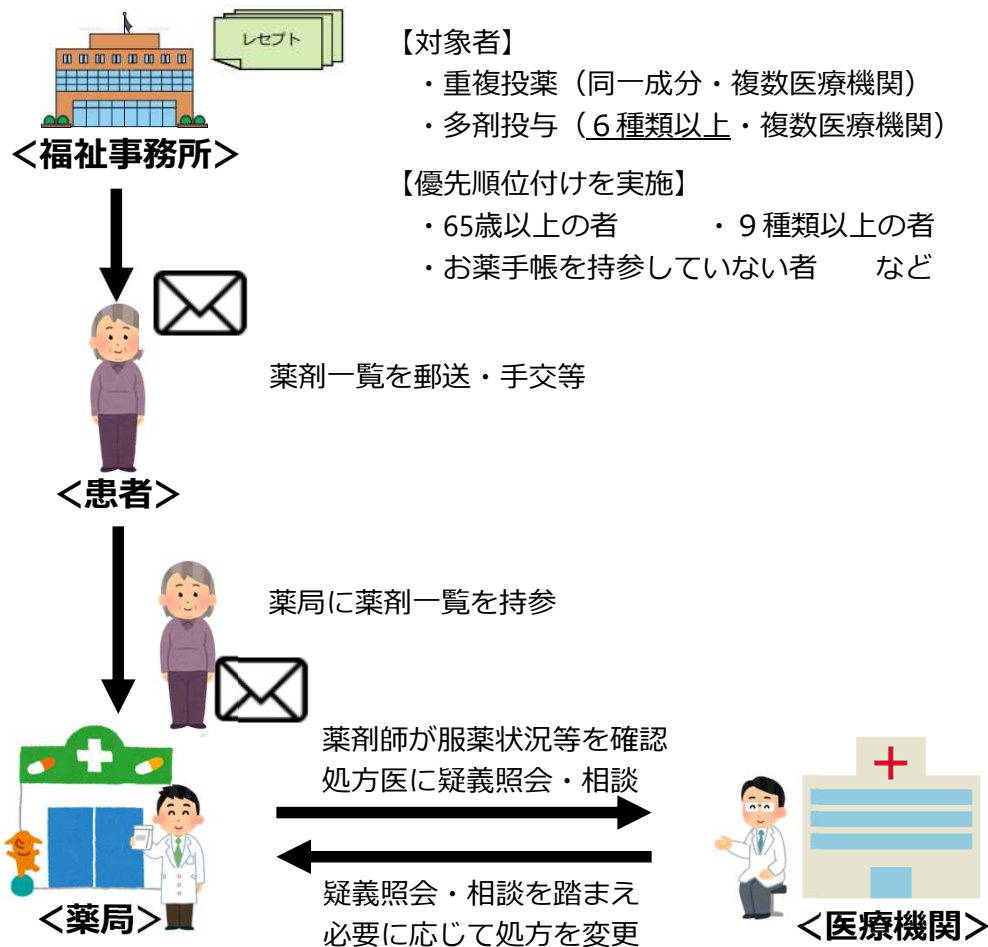 レセプト
【対象者】
・重複投薬（同一成分・複数医療機関）
・多剤投与（６種類以上・複数医療機関）
＜福祉事務所＞
【優先順位付けを実施】
・65歳以上の者　　・９種類以上の者
・お薬手帳を持参していない者　　など
薬剤一覧を郵送・手交等
＜患者＞
薬局に薬剤一覧を持参
薬剤師が服薬状況等を確認
処方医に疑義照会・相談
疑義照会・相談を踏まえ
必要に応じて処方を変更
＜薬局＞
＜医療機関＞